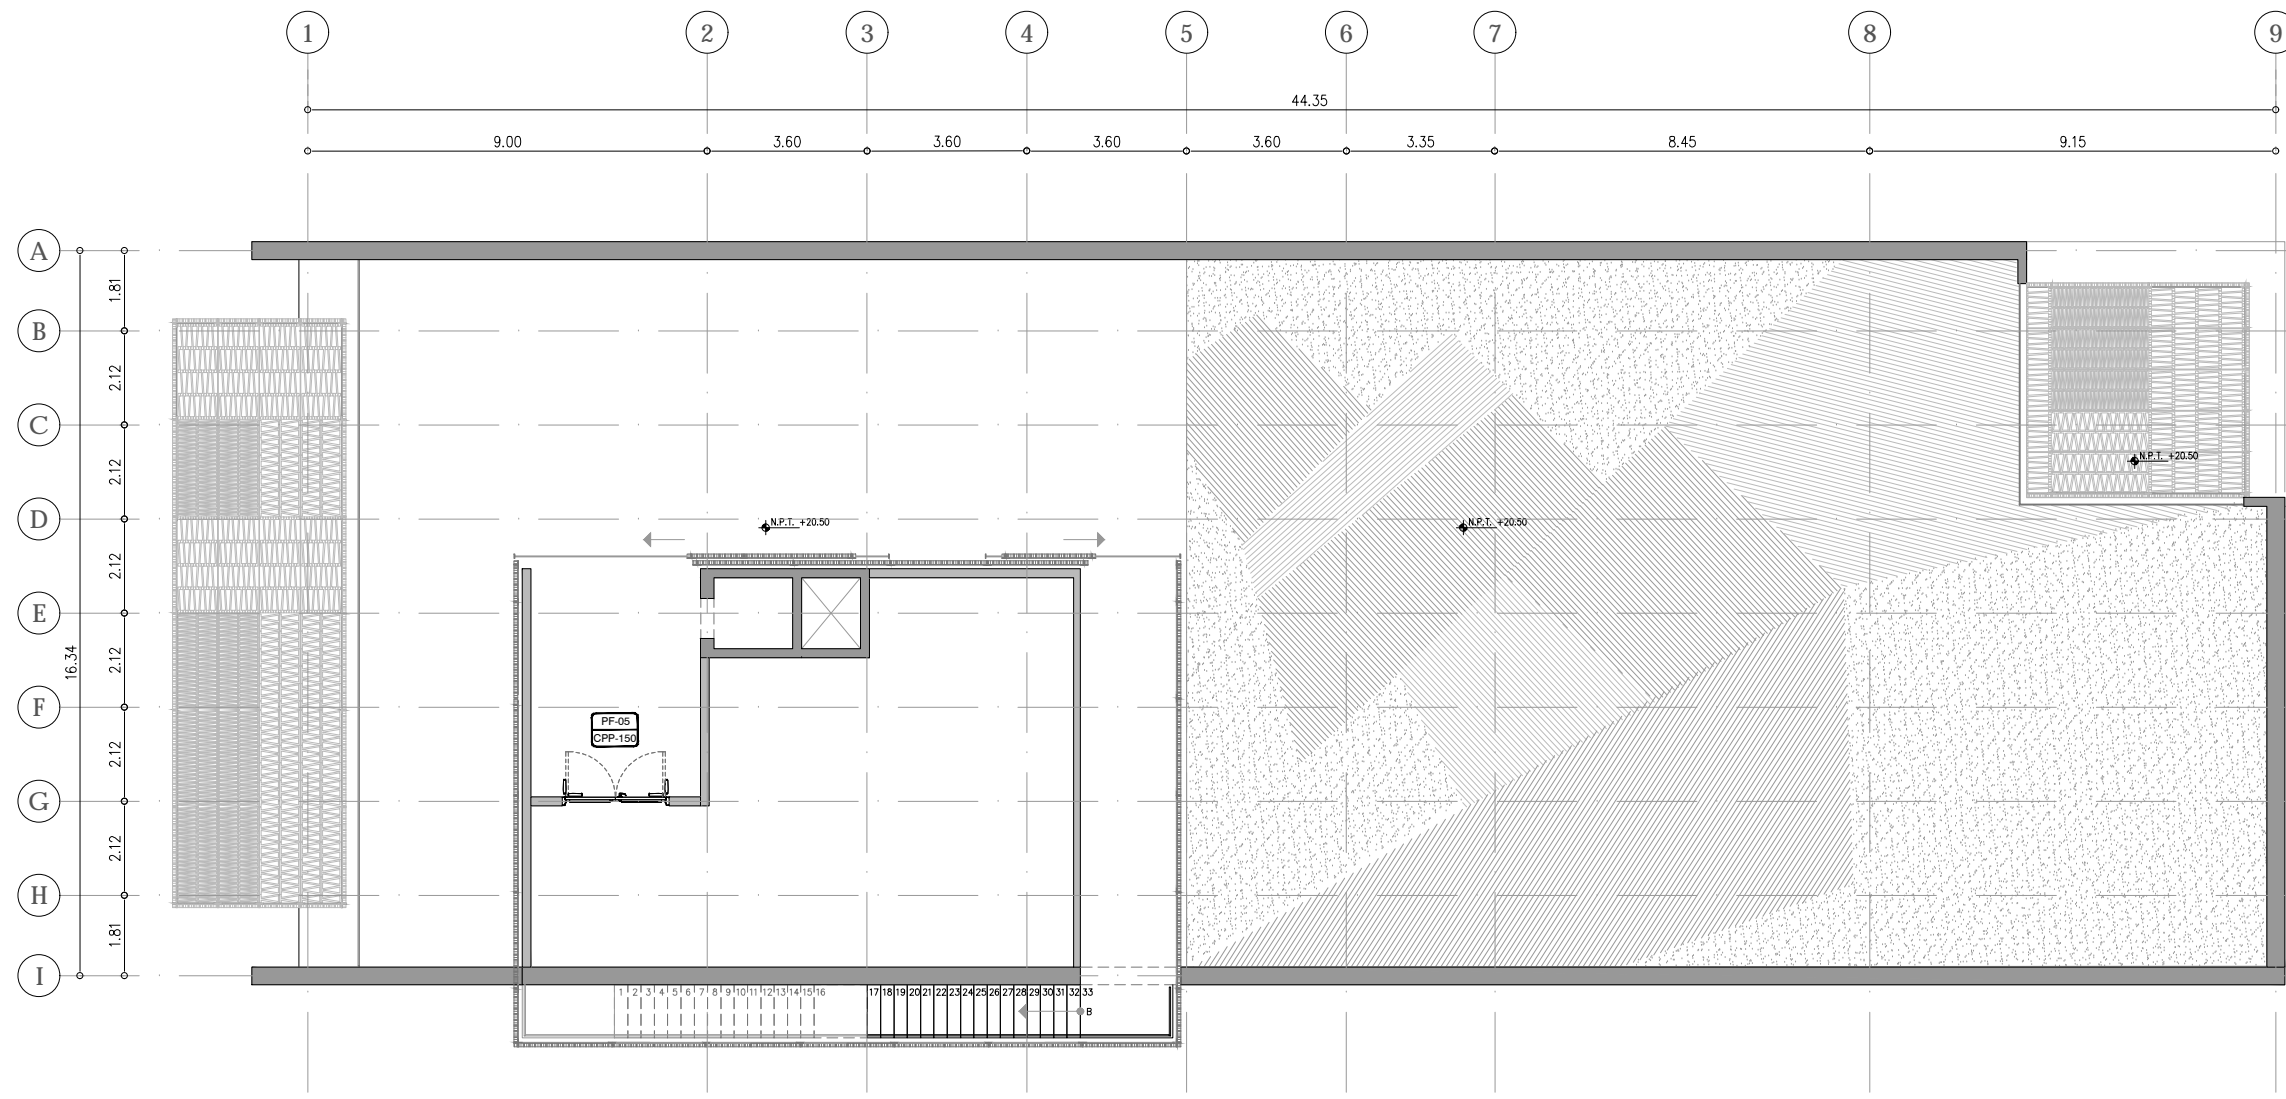 1 2 3 4 5 6 7 8 9
44.35
9.00 3.60 3.60 3.60 3.60 3.35 8.45 9.15
A
1.81
B
2.12
C
N.P.T. +20.50
2.12
D
N.P.T. +20.50 N.P.T. +20.50
2.12
E
16.34
2.12
F
PF-05
CPP-150
2.12
G
2.12
H
1.81
I
1 2 3 4 5 6 7 8 9 10 11 12 13 14 15 16 17 18 19 20 21 22 23 24 25 26 27 28 29 30 31 32 33
B